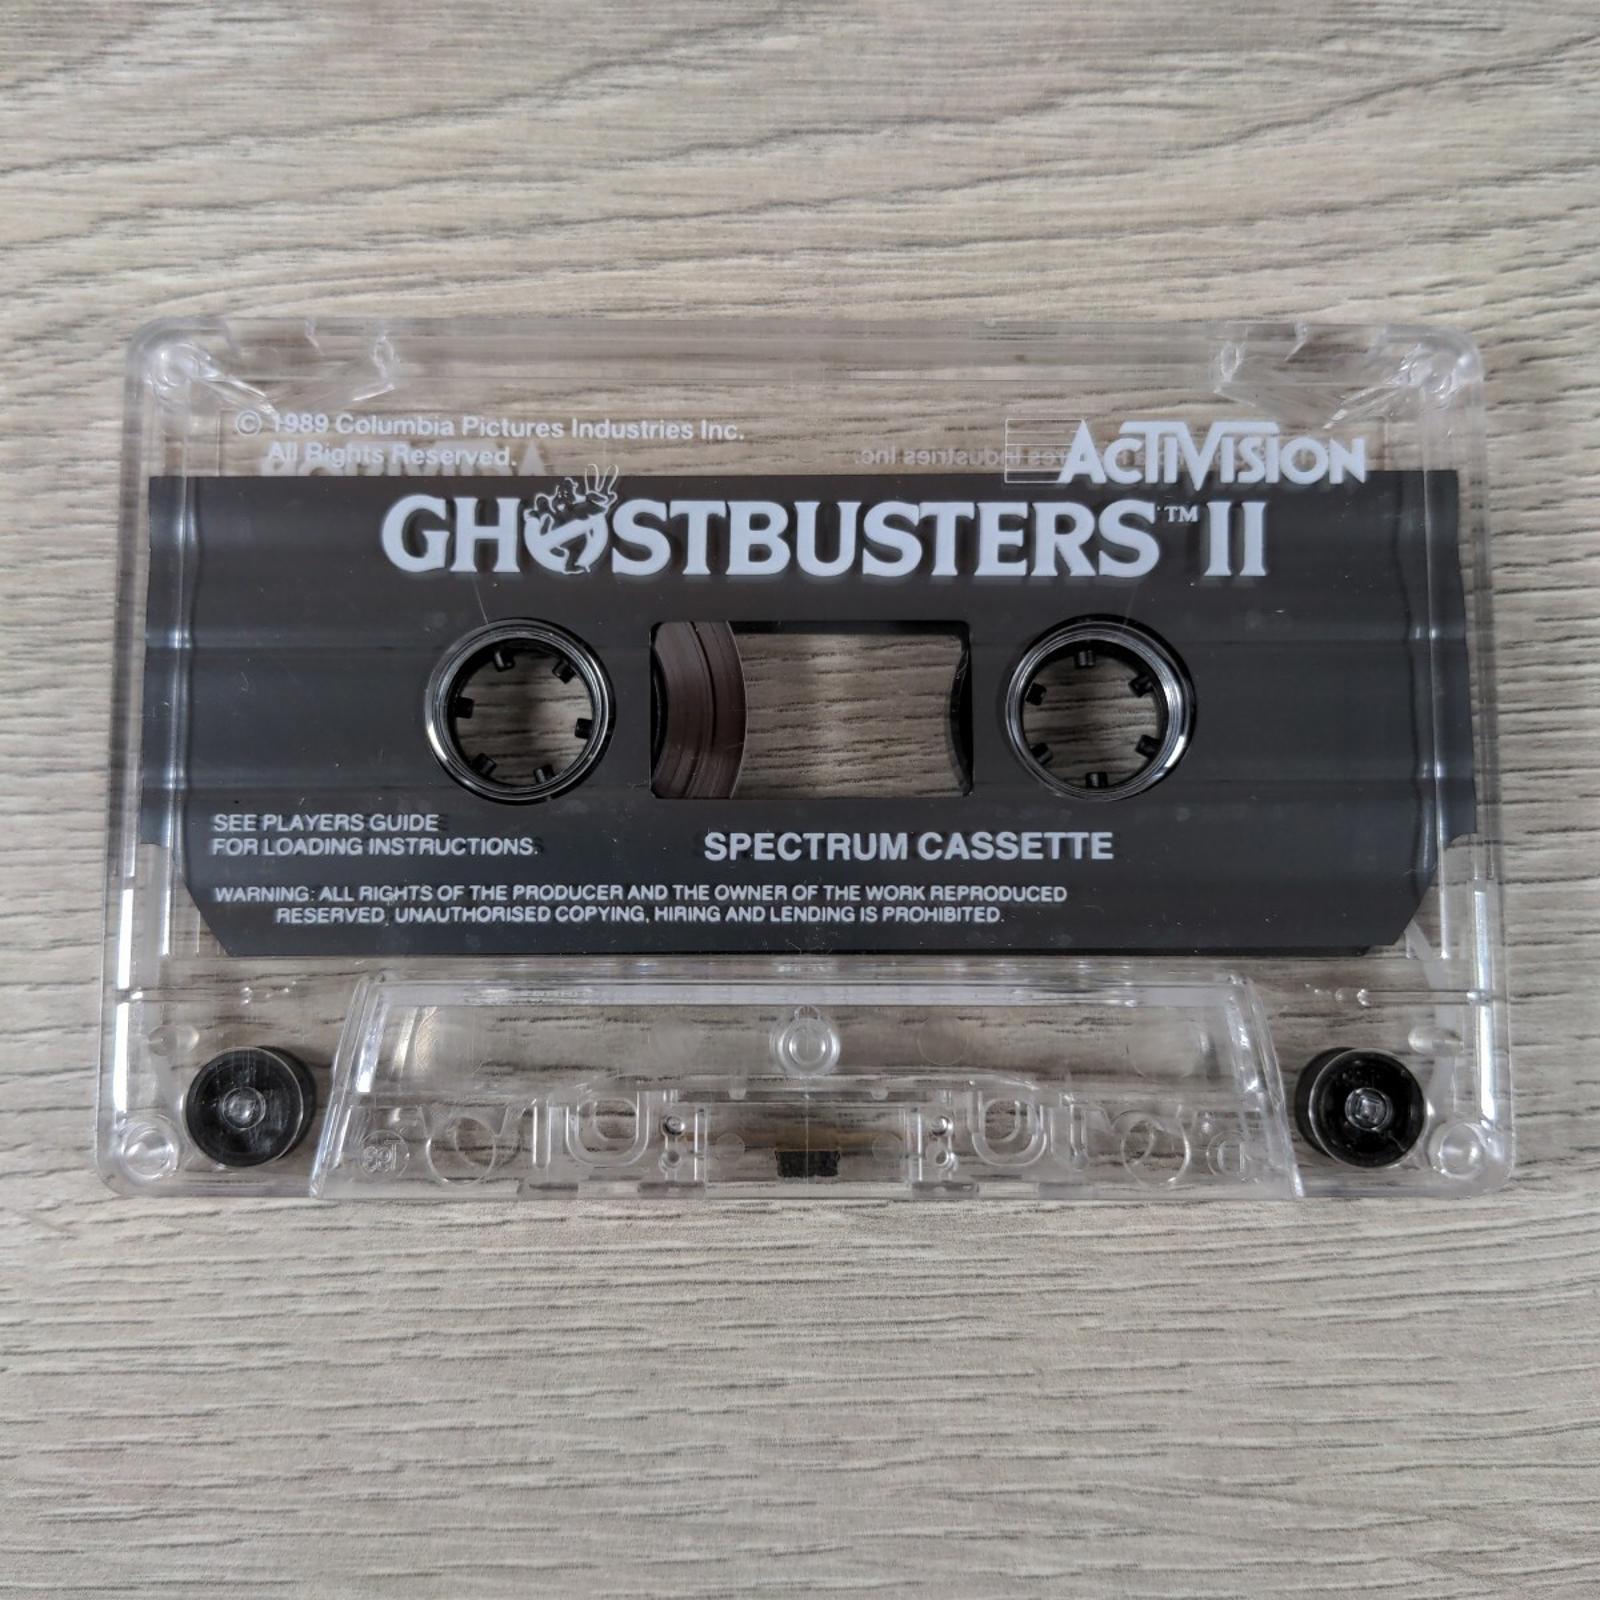 © 1989 Columbia Pictures Industries Inc.
All Rights Reserved.
ACTIVISION
GHOSTBUSTERS™ II
SEE PLAYERS GUIDE
FOR LOADING INSTRUCTIONS.
SPECTRUM CASSETTE
WARNING: ALL RIGHTS OF THE PRODUCER AND THE OWNER OF THE WORK REPRODUCED
RESERVED, UNAUTHORISED COPYING, HIRING AND LENDING IS PROHIBITED.